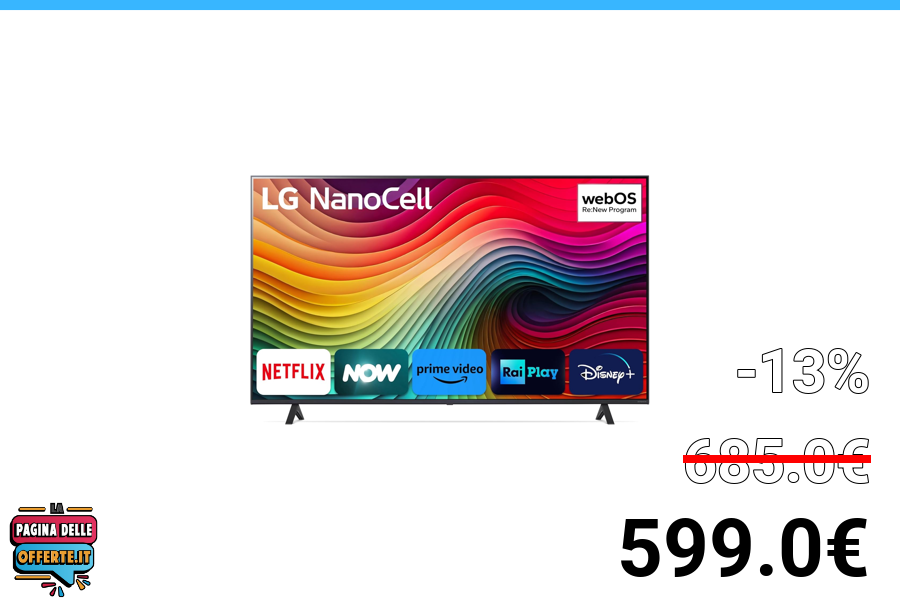 LG NanoCell
webOS
Re:New Program
NETFLIX
NOW
prime video
Rai Play
Disney+
-13%
685.0€
599.0€
LA
PAGINA DELLE
OFFERTE.IT